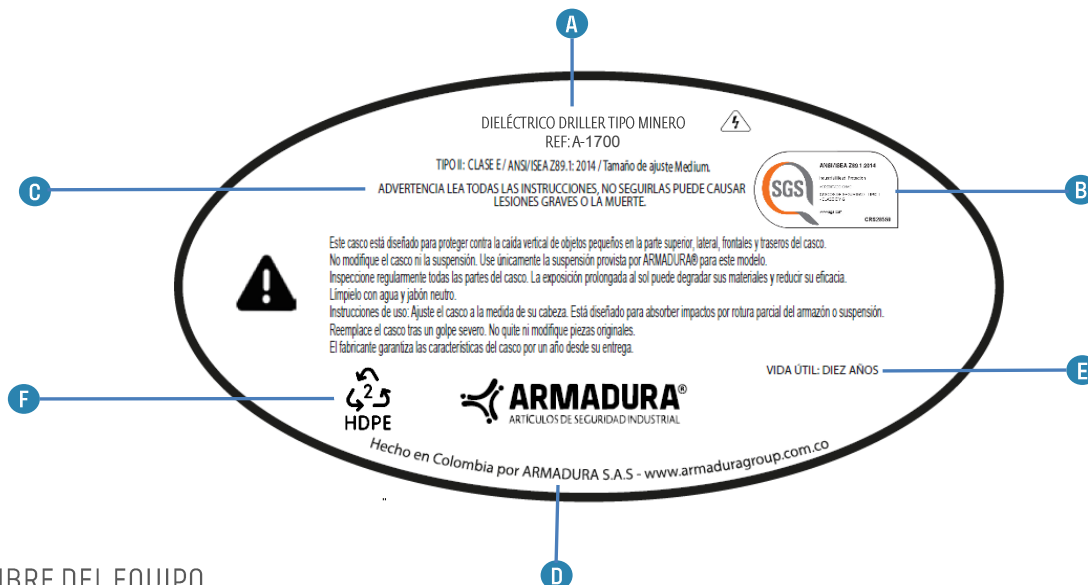 A
DIELÉCTRICO DRILLER TIPO MINERO
REF: A-1700
TIPO II: CLASE E / ANSI/ISEA Z89.1: 2014 / Tamaño de ajuste Medium.
C
ADVERTENCIA LEA TODAS LAS INSTRUCCIONES, NO SEGUIRLAS PUEDE CAUSAR
LESIONES GRAVES O LA MUERTE.
SGS
ANSI/ISEA Z89.1 2014
Industrial Head Protection
B
Este casco está diseñado para proteger contra la caída vertical de objetos pequeños en la parte superior, lateral, frontales y traseros del casco.
No modifique el casco ni la suspensión. Use únicamente la suspensión provista por ARMADURA® para este modelo.
Inspeccione regularmente todas las partes del casco. La exposición prolongada al sol puede degradar sus materiales y reducir su eficacia.
Límpielo con agua y jabón neutro.
Instrucciones de uso: Ajuste el casco a la medida de su cabeza. Está diseñado para absorber impactos por rotura parcial del armazón o suspensión.
Reemplace el casco tras un golpe severo. No quite ni modifique piezas originales.
El fabricante garantiza las características del casco por un año desde su entrega.
VIDA ÚTIL: DIEZ AÑOS
E
F
2
HDPE
ARMADURA®
ARTÍCULOS DE SEGURIDAD INDUSTRIAL
Hecho en Colombia por ARMADURA S.A.S - www.armaduragroup.com.co
D
BRE DEL EQUIPO